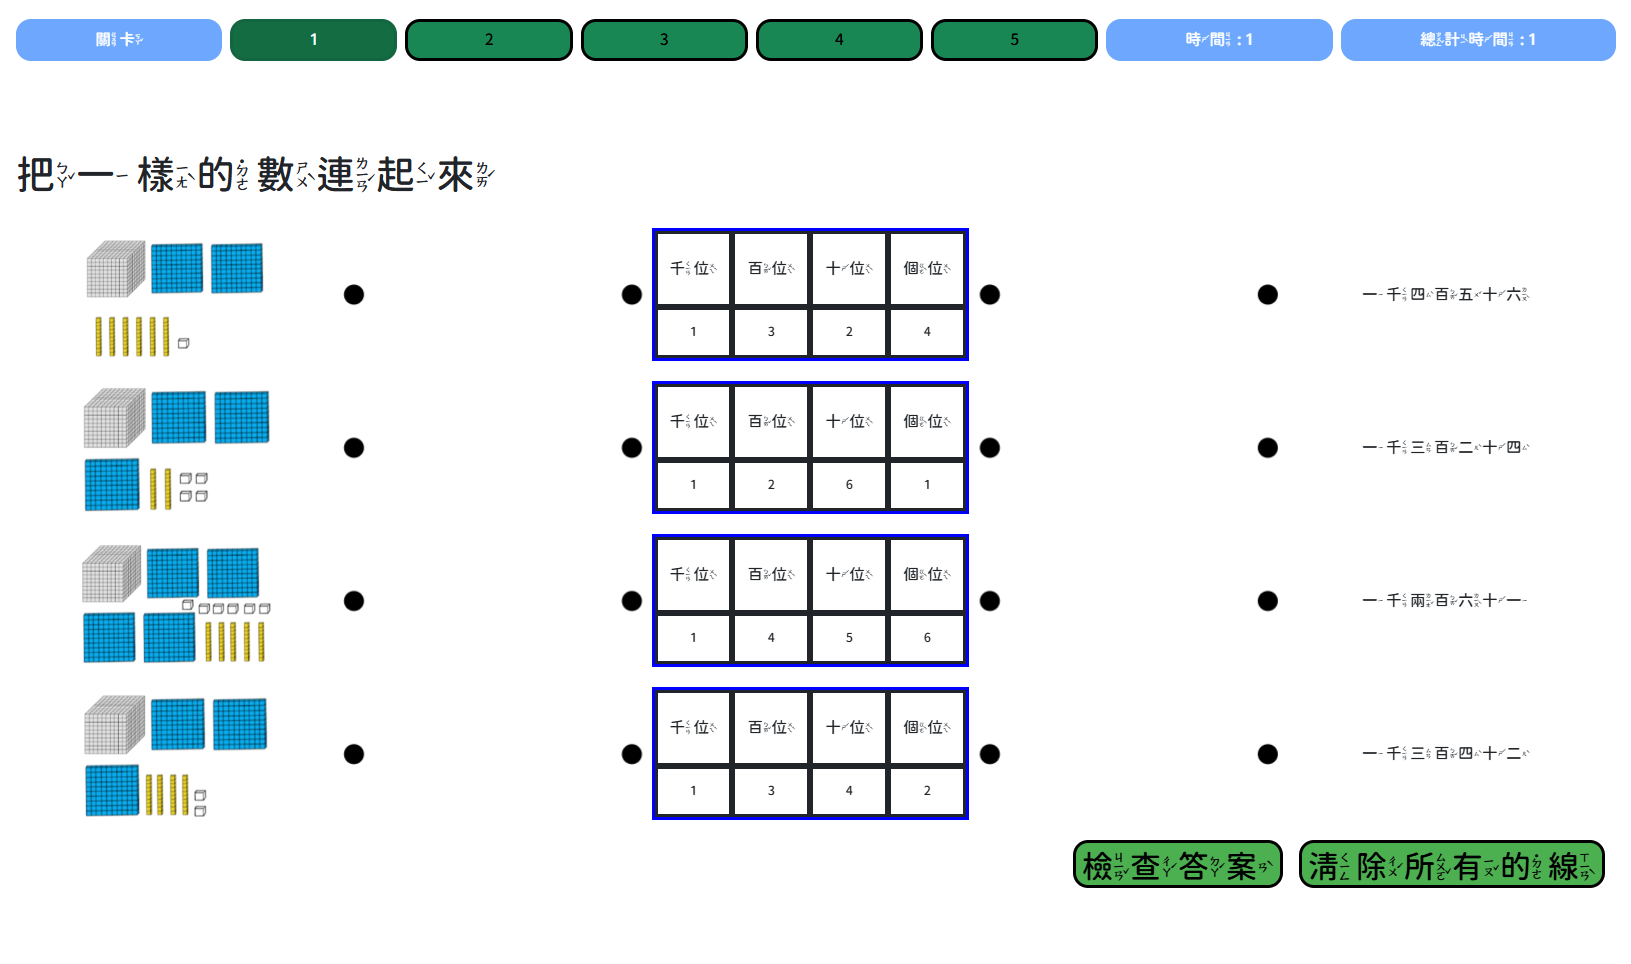 關卡 1 2 3 4 5 時間：1 總計時間：1
把一樣的數連起來
千位 百位 十位 個位
1 3 2 4
一千四百五十六
千位 百位 十位 個位
1 2 6 1
一千三百二十四
千位 百位 十位 個位
1 4 5 6
一千兩百六十一
千位 百位 十位 個位
1 3 4 2
一千三百四十二
檢查答案 清除所有的線